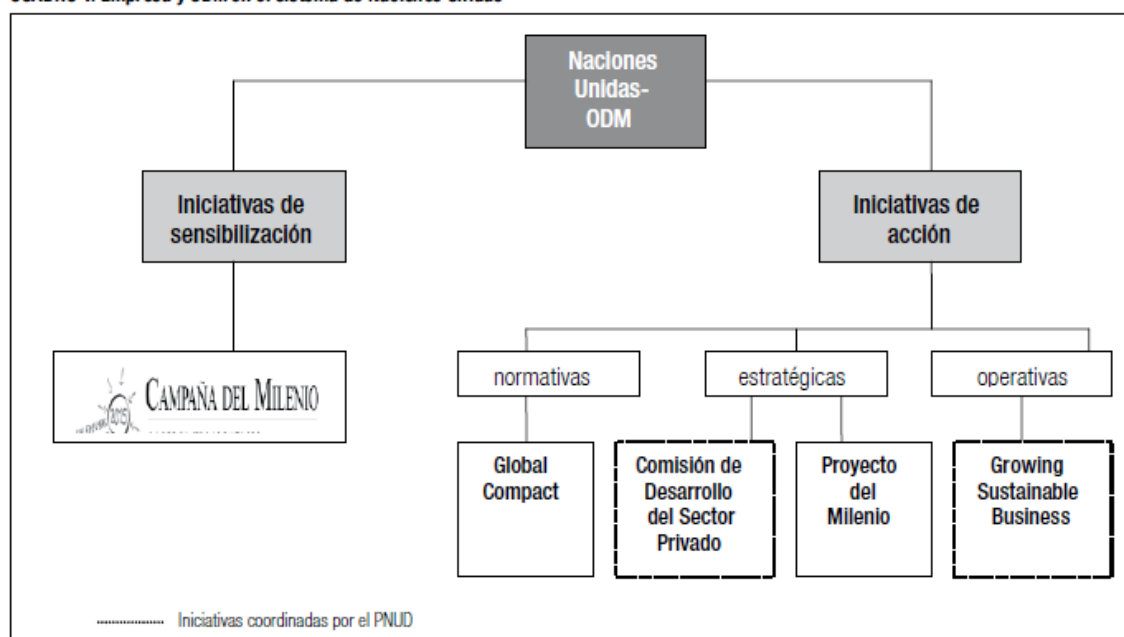 Naciones
Unidas-
ODM
Iniciativas de
sensibilización
Iniciativas de
acción
CAMPAÑA DEL MILENIO
2015
normativas
estratégicas
operativas
Global
Compact
Comisión de
Desarrollo
del Sector
Privado
Proyecto
del
Milenio
Growing
Sustainable
Business
Iniciativas coordinadas por el PNUD